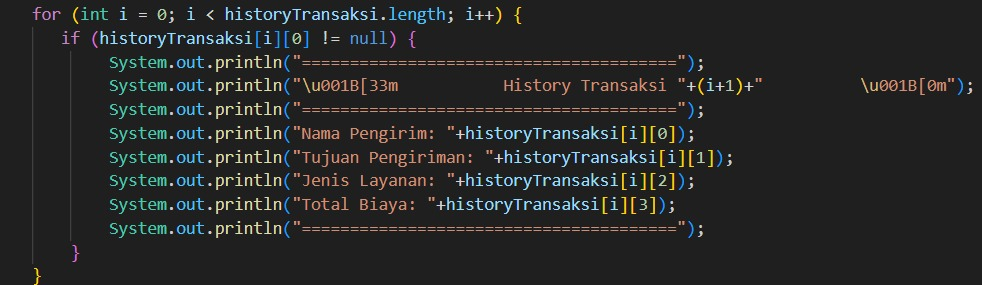 for (int i = 0; i < historyTransaksi.length; i++) {
if (historyTransaksi[i][0] != null) {
System.out.println("=======================================");
System.out.println("\u001B[33m           History Transaksi "+(i+1)+"          \u001B[0m");
System.out.println("=======================================");
System.out.println("Nama Pengirim: "+historyTransaksi[i][0]);
System.out.println("Tujuan Pengiriman: "+historyTransaksi[i][1]);
System.out.println("Jenis Layanan: "+historyTransaksi[i][2]);
System.out.println("Total Biaya: "+historyTransaksi[i][3]);
System.out.println("=======================================");
}
}